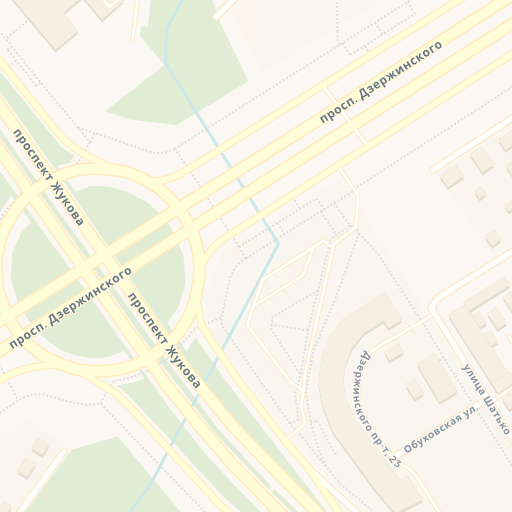 просп. Дзержинского
проспект Жукова
просп. Дзержинского
проспект Жукова
Дзержинского пр-т. 23
улица Шатько
Обуховская ул.